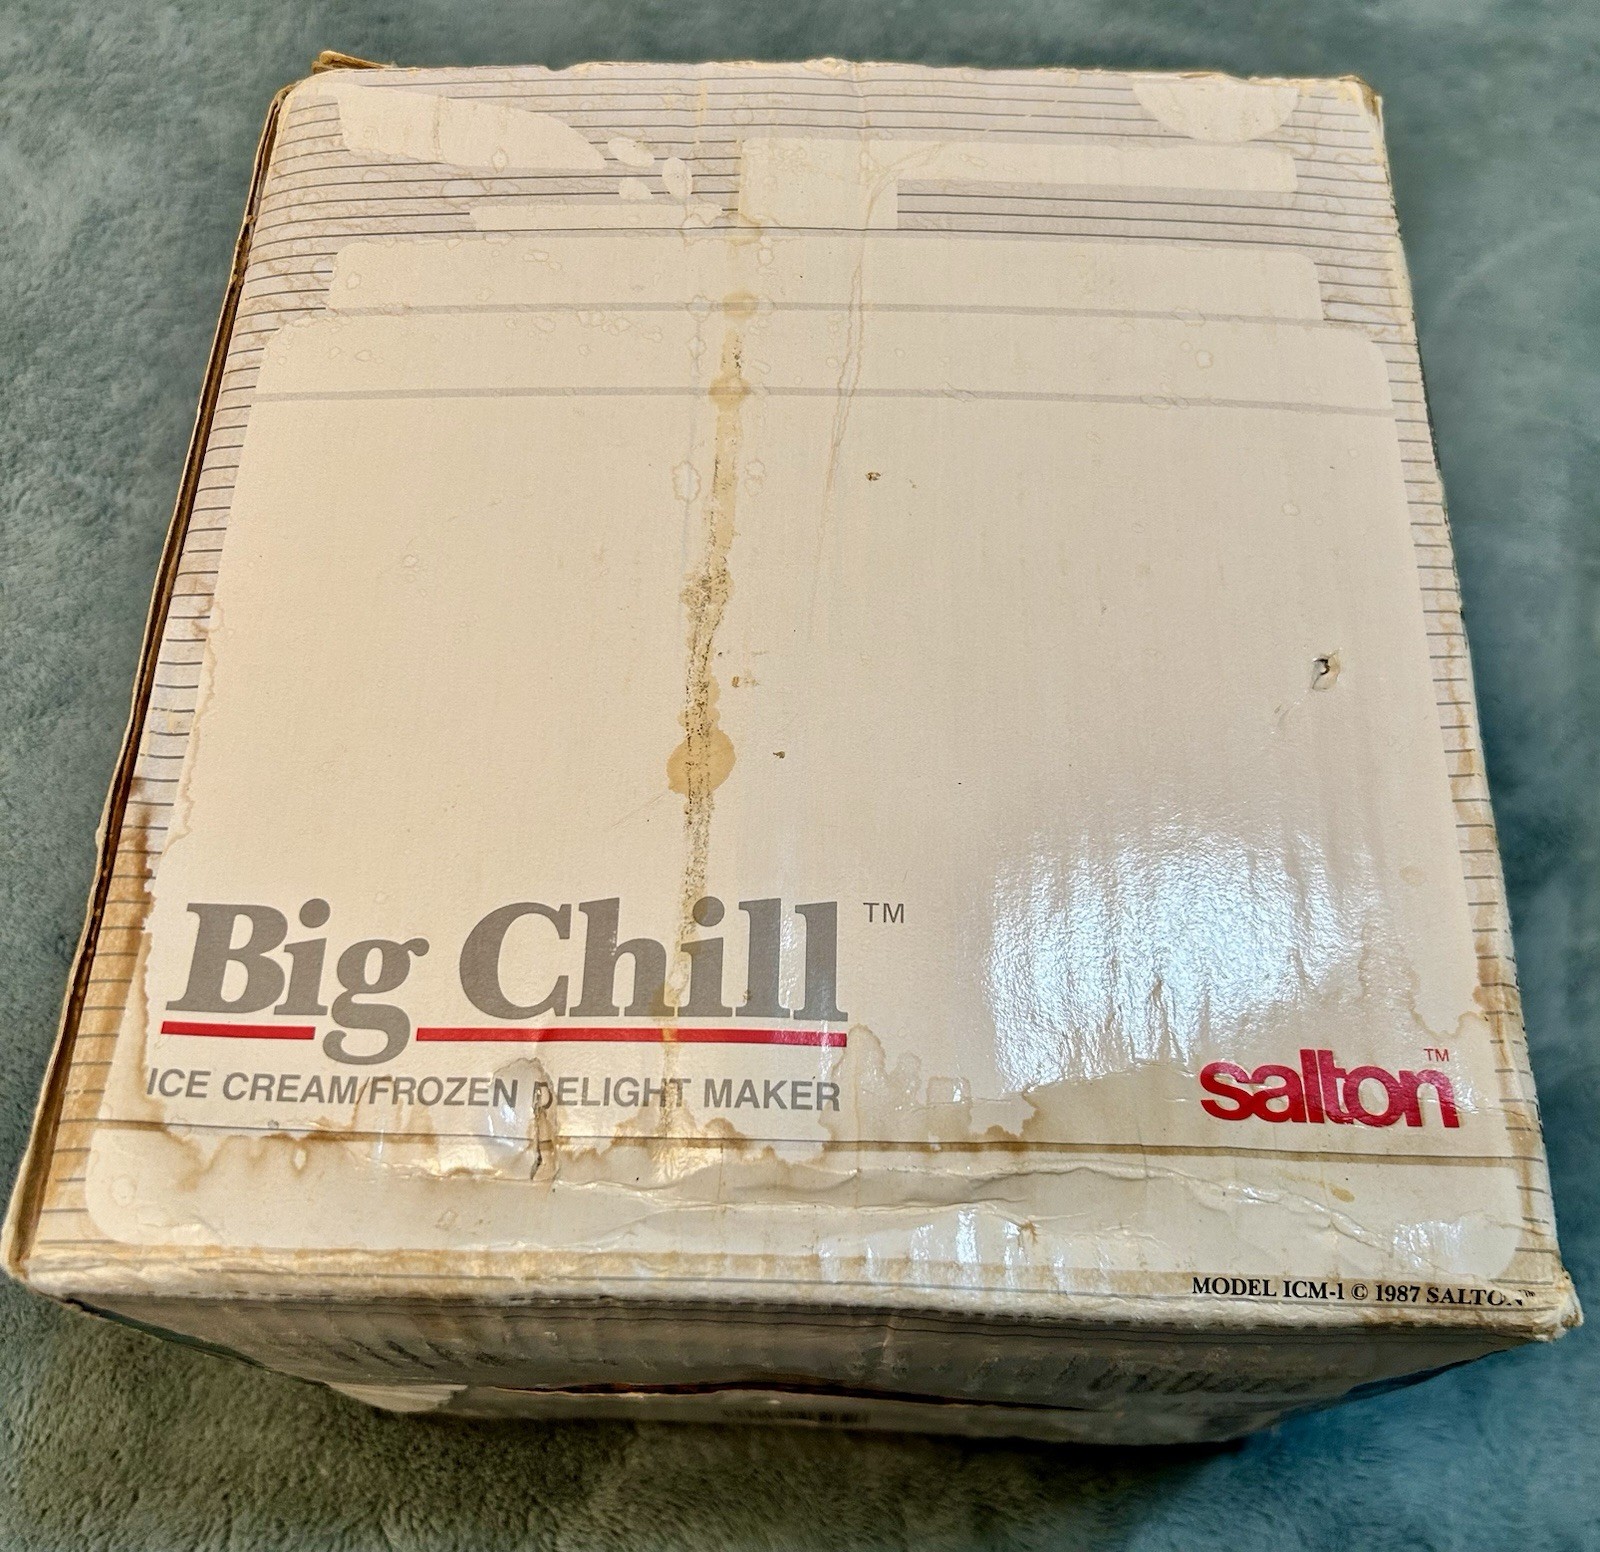 Big Chill™
ICE CREAM/FROZEN DELIGHT MAKER
salton™
MODEL ICM-1 © 1987 SALTON™